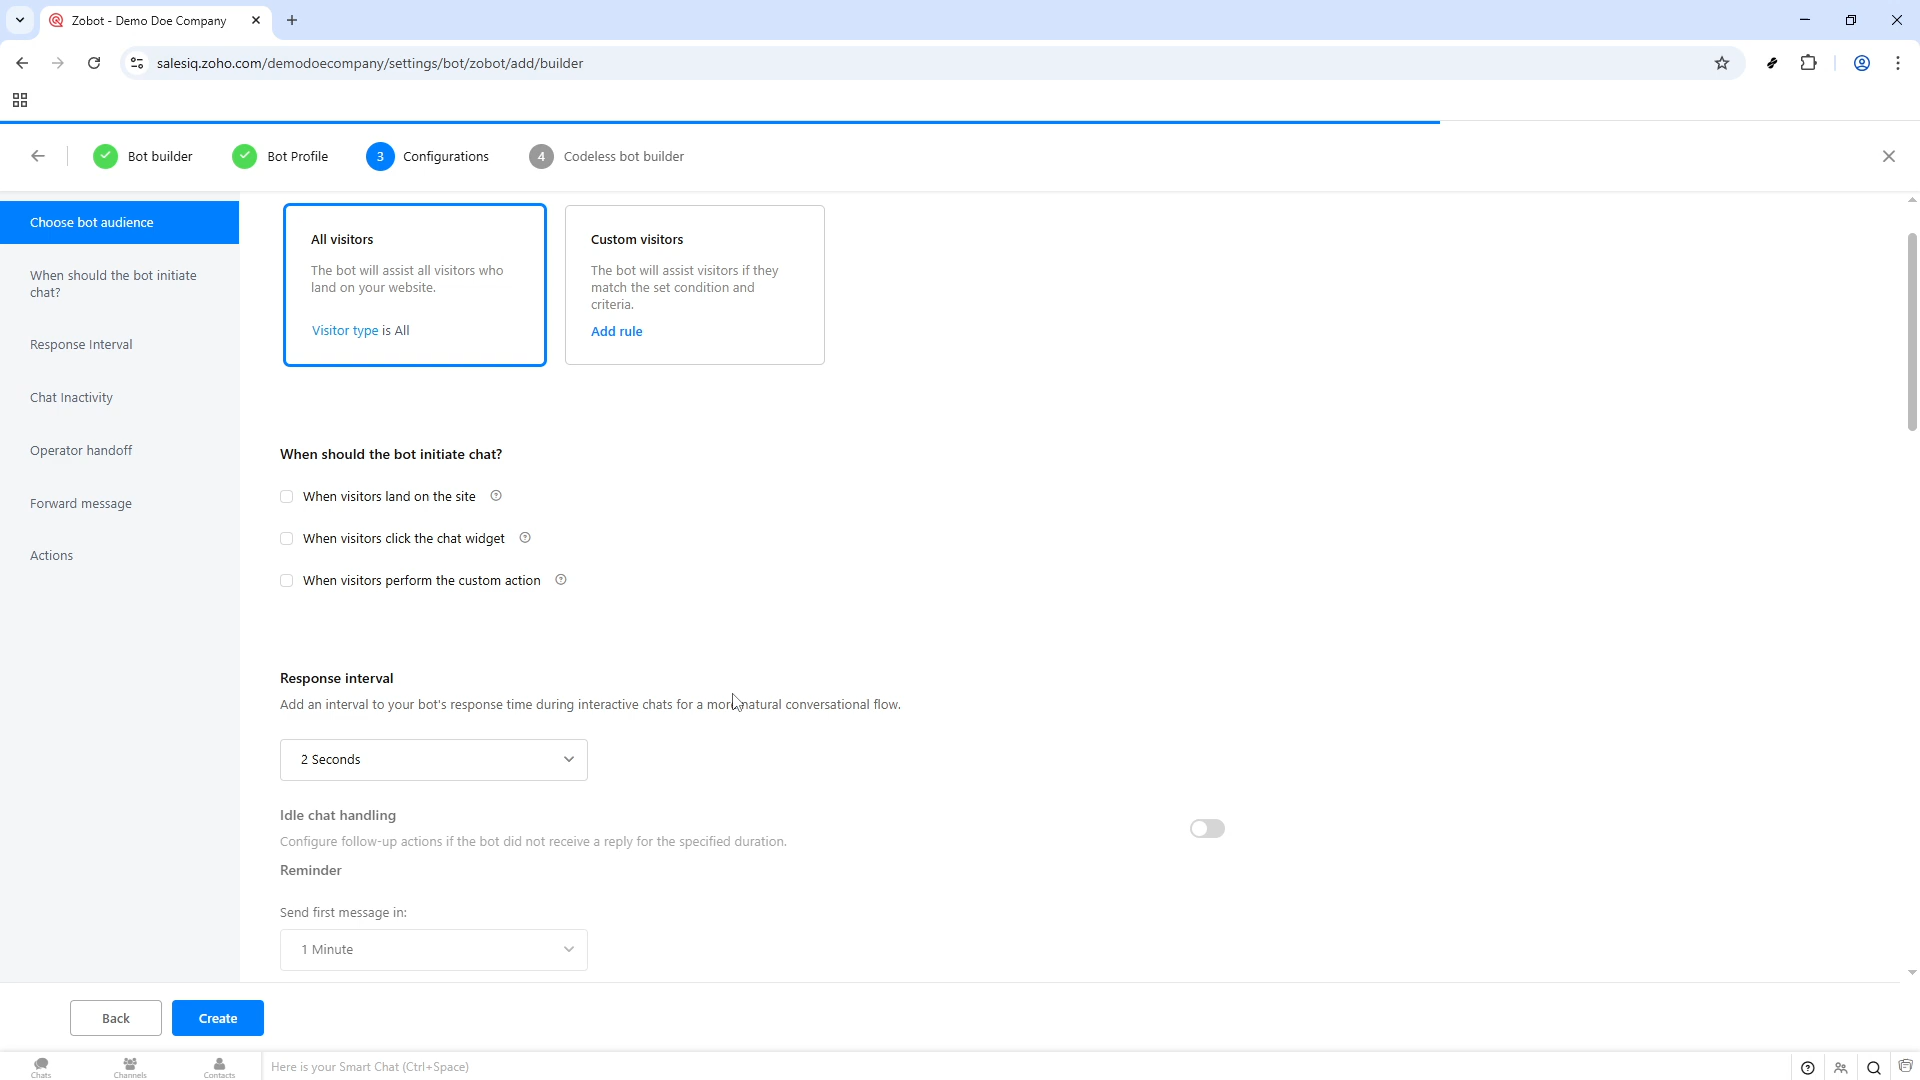 Zobot - Demo Doe Company
salesiq.zoho.com/demodoecompany/settings/bot/zobot/add/builder
Bot builder
Bot Profile
3 Configurations
4 Codeless bot builder
Choose bot audience
When should the bot initiate
chat?
Response Interval
Chat Inactivity
Operator handoff
Forward message
Actions
All visitors
The bot will assist all visitors who
land on your website.
Visitor type is All
Custom visitors
The bot will assist visitors if they
match the set condition and
criteria.
Add rule
When should the bot initiate chat?
When visitors land on the site
When visitors click the chat widget
When visitors perform the custom action
Response interval
Add an interval to your bot's response time during interactive chats for a more natural conversational flow.
2 Seconds
Idle chat handling
Configure follow-up actions if the bot did not receive a reply for the specified duration.
Reminder
Send first message in:
1 Minute
Back
Create
Chats
Channels
Contacts
Here is your Smart Chat (Ctrl+Space)